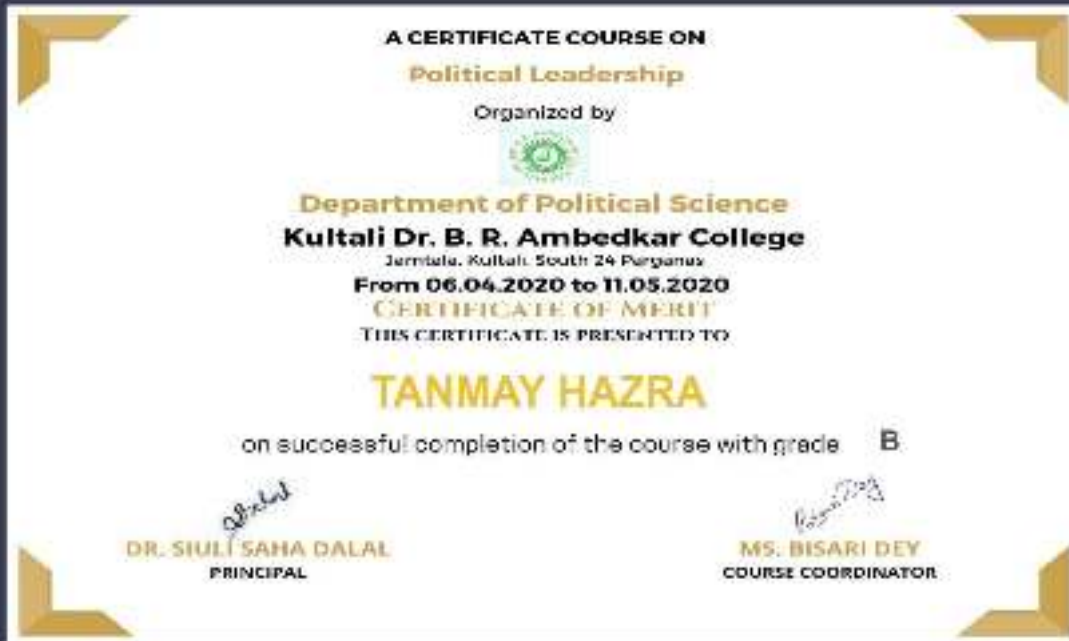 A CERTIFICATE COURSE ON
Political Leadership
Organized by
Department of Political Science
Kultali Dr. B. R. Ambedkar College
Jamtala, Kultali, South 24 Parganas
From 06.04.2020 to 11.05.2020
CERTIFICATE OF MERIT
THIS CERTIFICATE IS PRESENTED TO
TANMAY HAZRA
on successful completion of the course with grade B
DR. SIULI SAHA DALAL
PRINCIPAL
MS. BISARI DEY
COURSE COORDINATOR